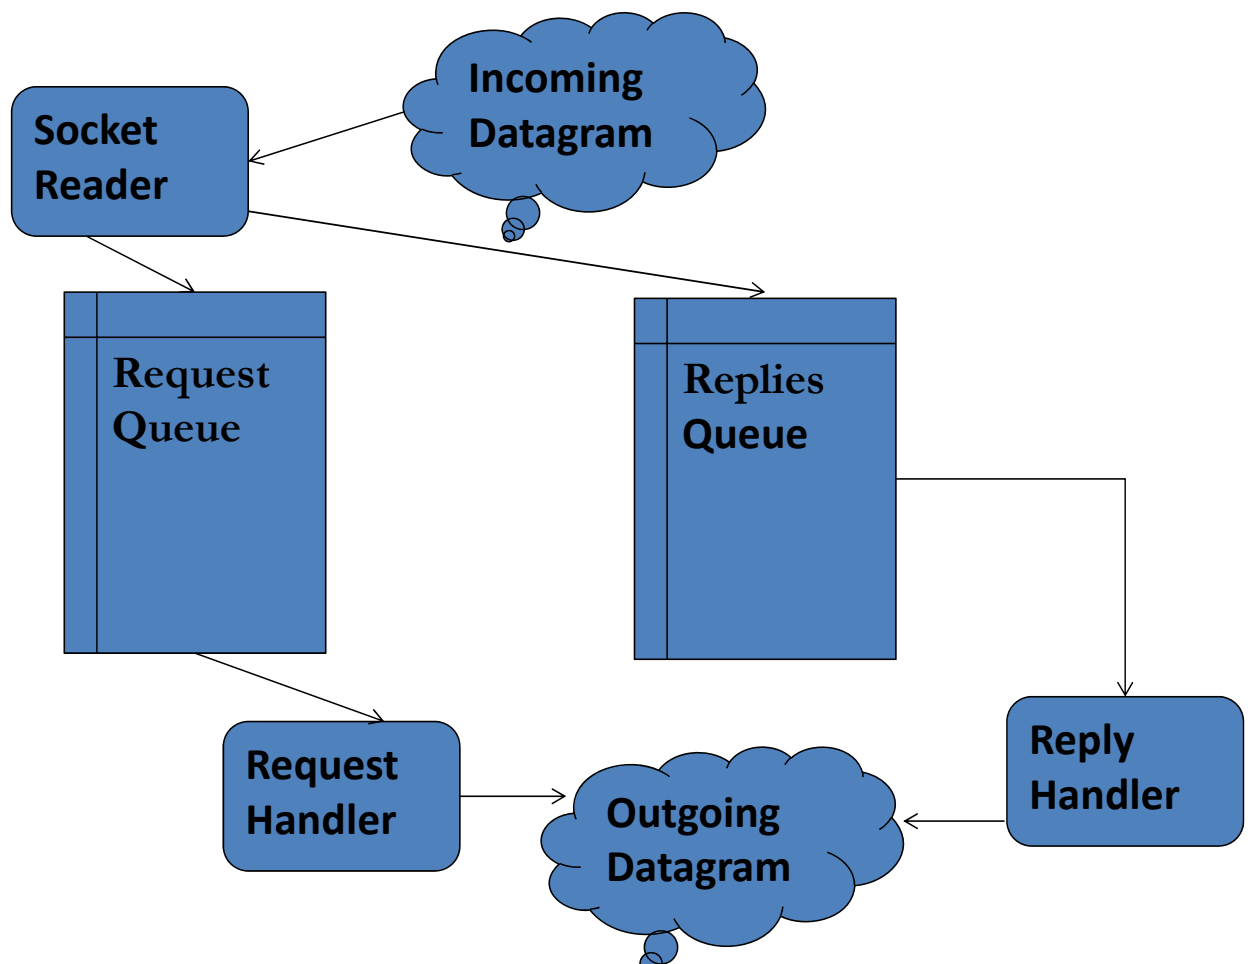 Incoming
Datagram
Socket
Reader
Request
Queue
Replies
Queue
Request
Handler
Outgoing
Datagram
Reply
Handler